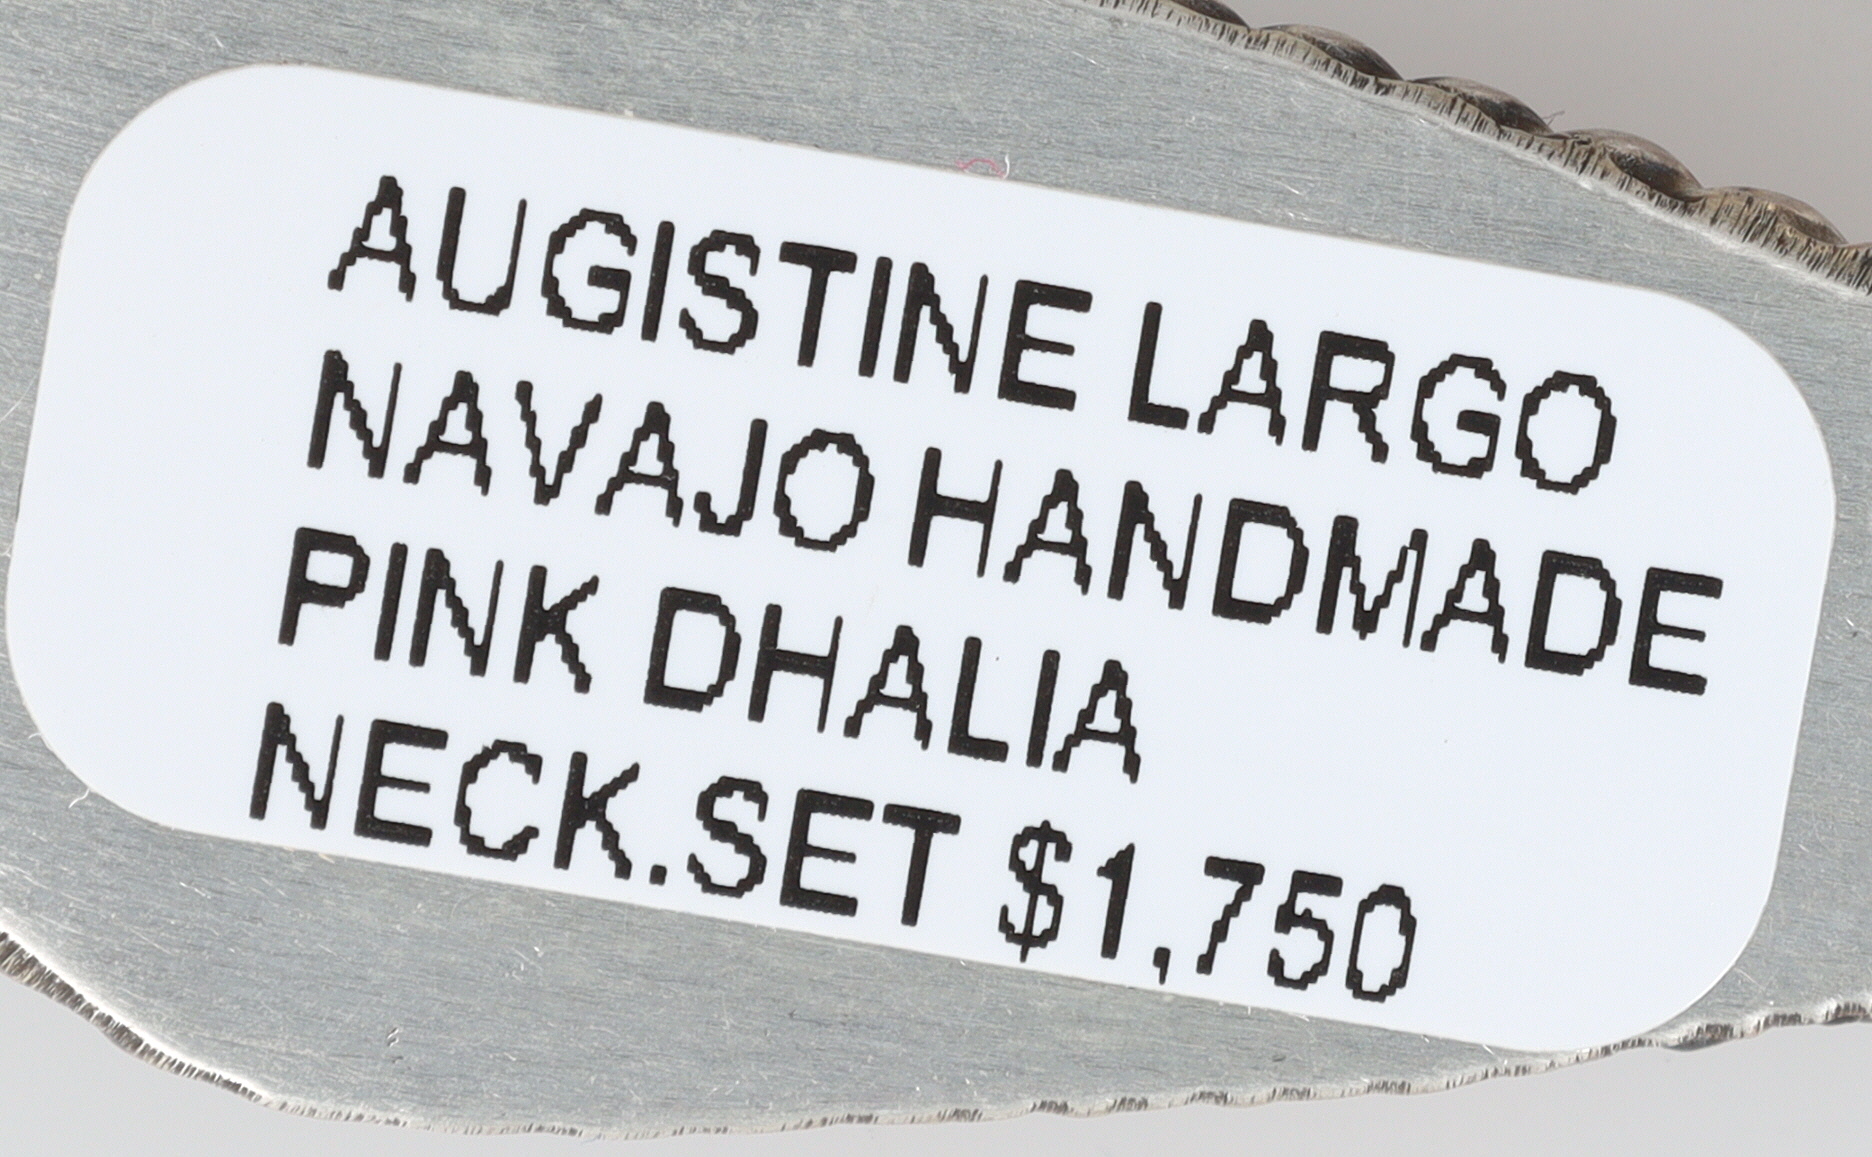 AUGISTINE LARGO
NAVAJO HANDMADE
PINK DHALIA
NECK.SET $1,750